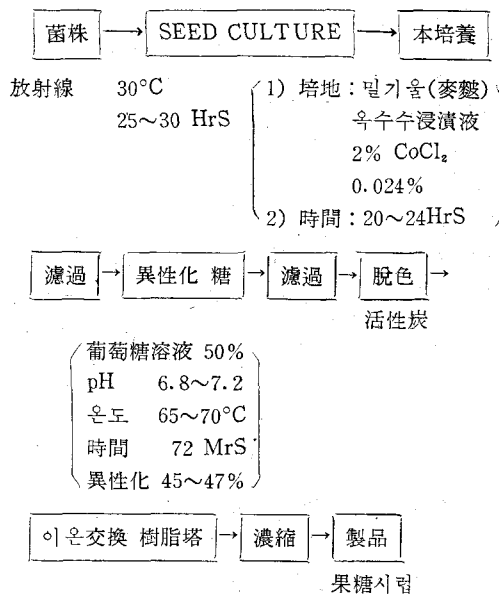 菌株 → SEED CULTURE → 本培養
放射線 30°C 1) 培地 : 밀기울(麥麬)
25~30 HrS 옥수수浸漬液
2% CoCl₂
0.024%
2) 時間 : 20~24HrS
濾過 → 異性化 糖 → 濾過 → 脫色 →
活性炭
葡萄糖溶液 50%
pH 6.8~7.2
온도 65~70°C
時間 72 MrS
異性化 45~47%
이온交換 樹脂塔 → 濃縮 → 製品
果糖시럽